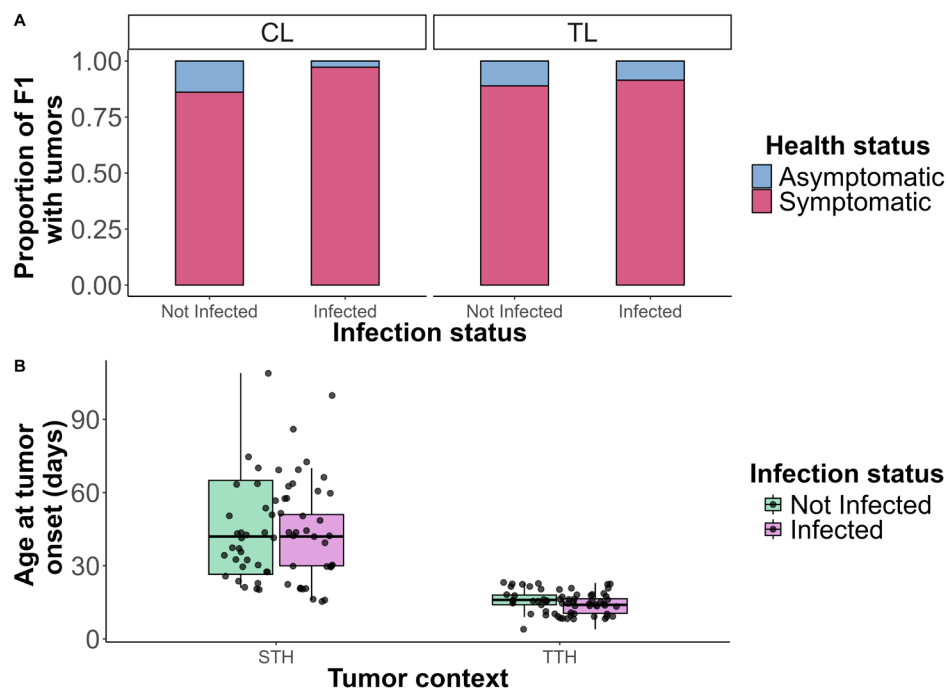 A
CL
TL
Proportion of F1
with tumors
1.00
0.75
0.50
0.25
0.00
Not Infected
Infected
Not Infected
Infected
Infection status
Health status
Asymptomatic
Symptomatic
B
Age at tumor
onset (days)
90
60
30
0
STH
TTH
Tumor context
Infection status
Not Infected
Infected